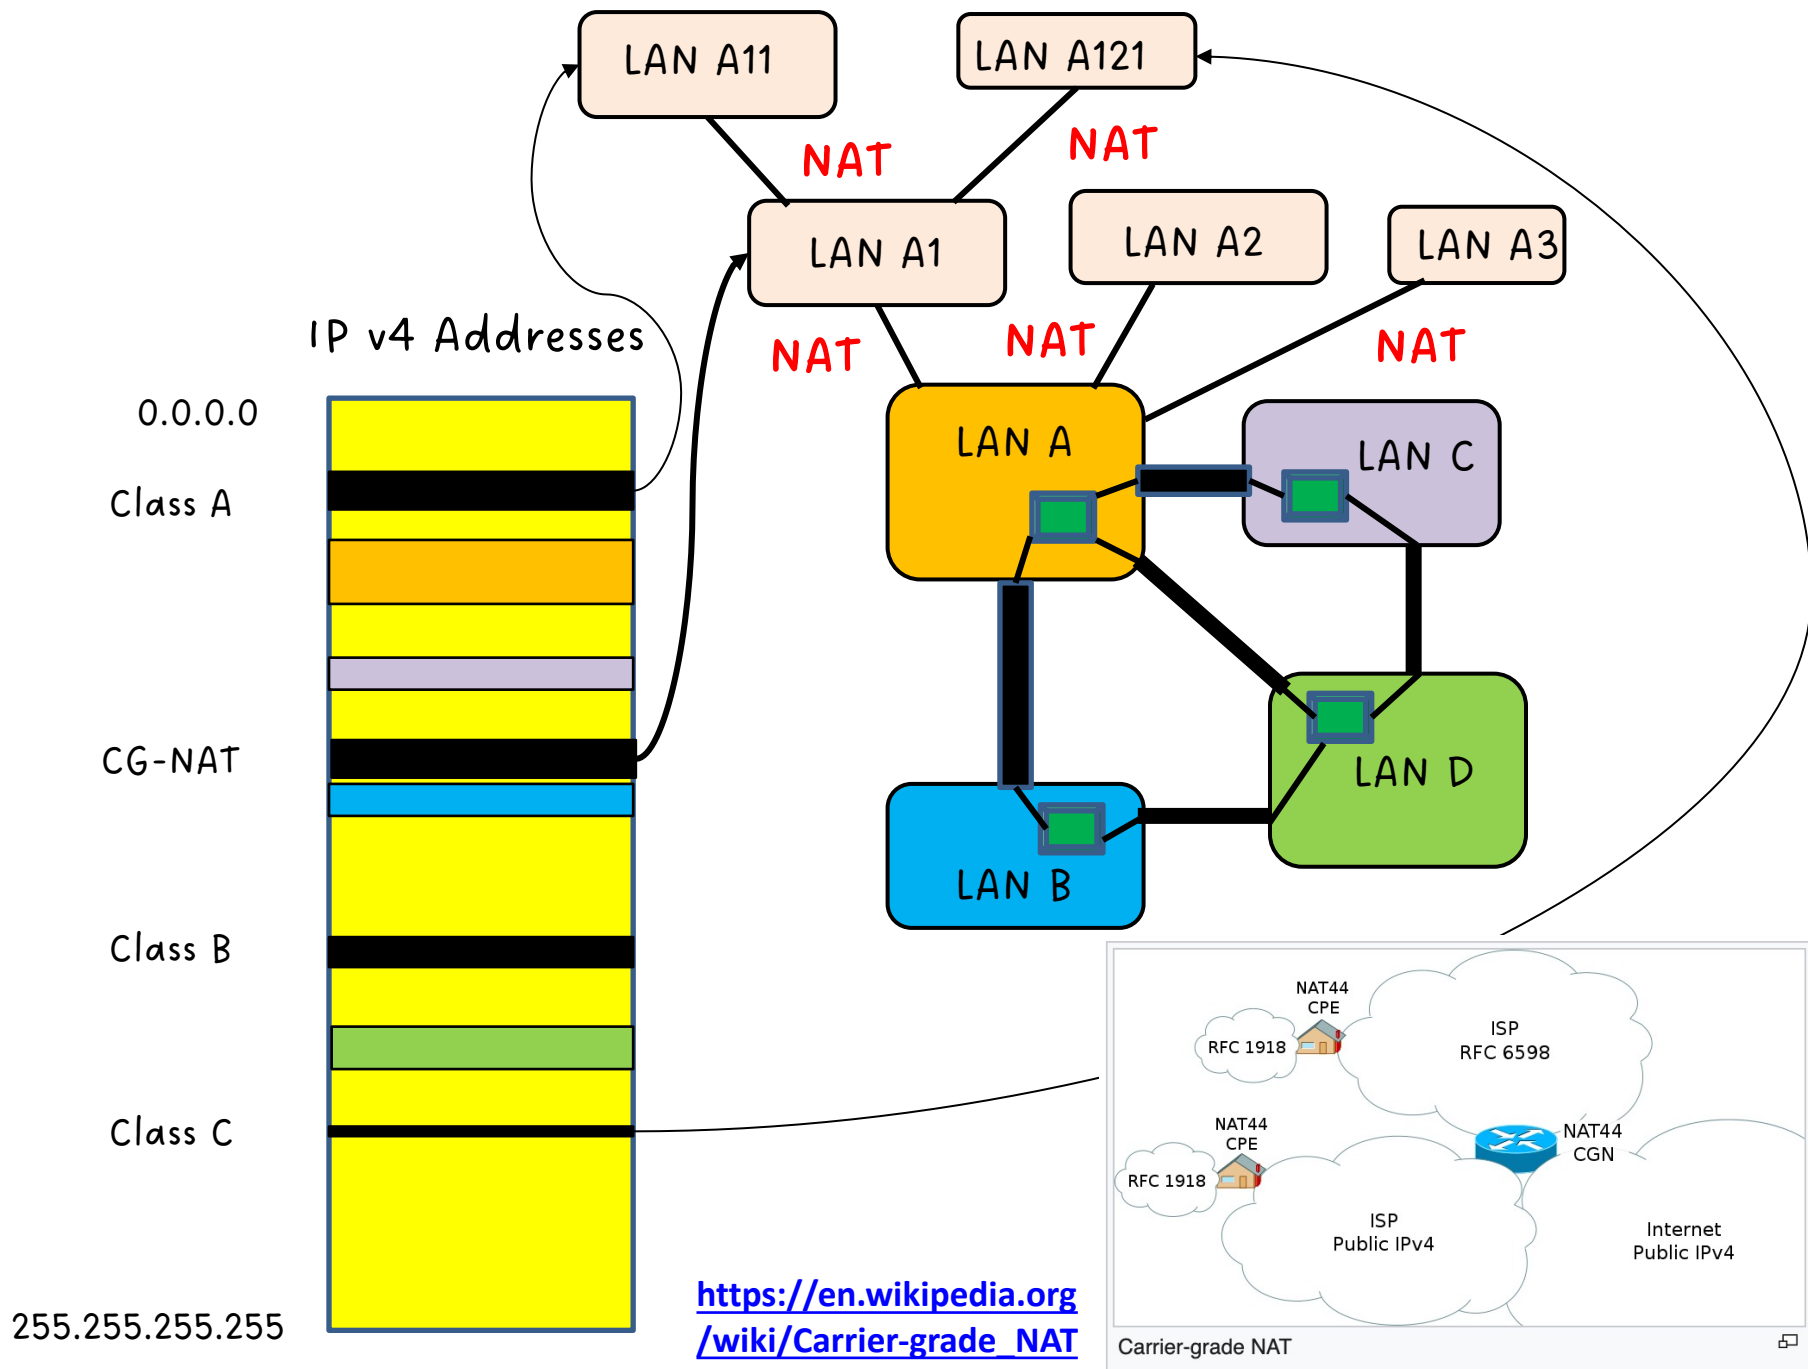 LAN A11
LAN A121
NAT
NAT
LAN A1
LAN A2
LAN A3
IP v4 Addresses
NAT
NAT
NAT
0.0.0.0
Class A
LAN A
LAN C
CG-NAT
LAN D
LAN B
Class B
Class C
255.255.255.255
https://en.wikipedia.org
/wiki/Carrier-grade_NAT
NAT44
CPE
RFC 1918
ISP
RFC 6598
NAT44
CPE
RFC 1918
NAT44
CGN
ISP
Public IPv4
Internet
Public IPv4
Carrier-grade NAT